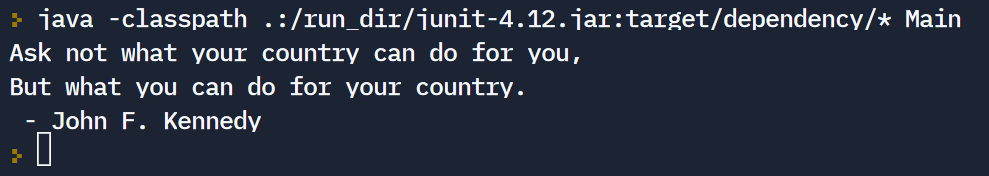 > java -classpath .:/run_dir/junit-4.12.jar:target/dependency/* Main
Ask not what your country can do for you,
But what you can do for your country.
 - John F. Kennedy
>